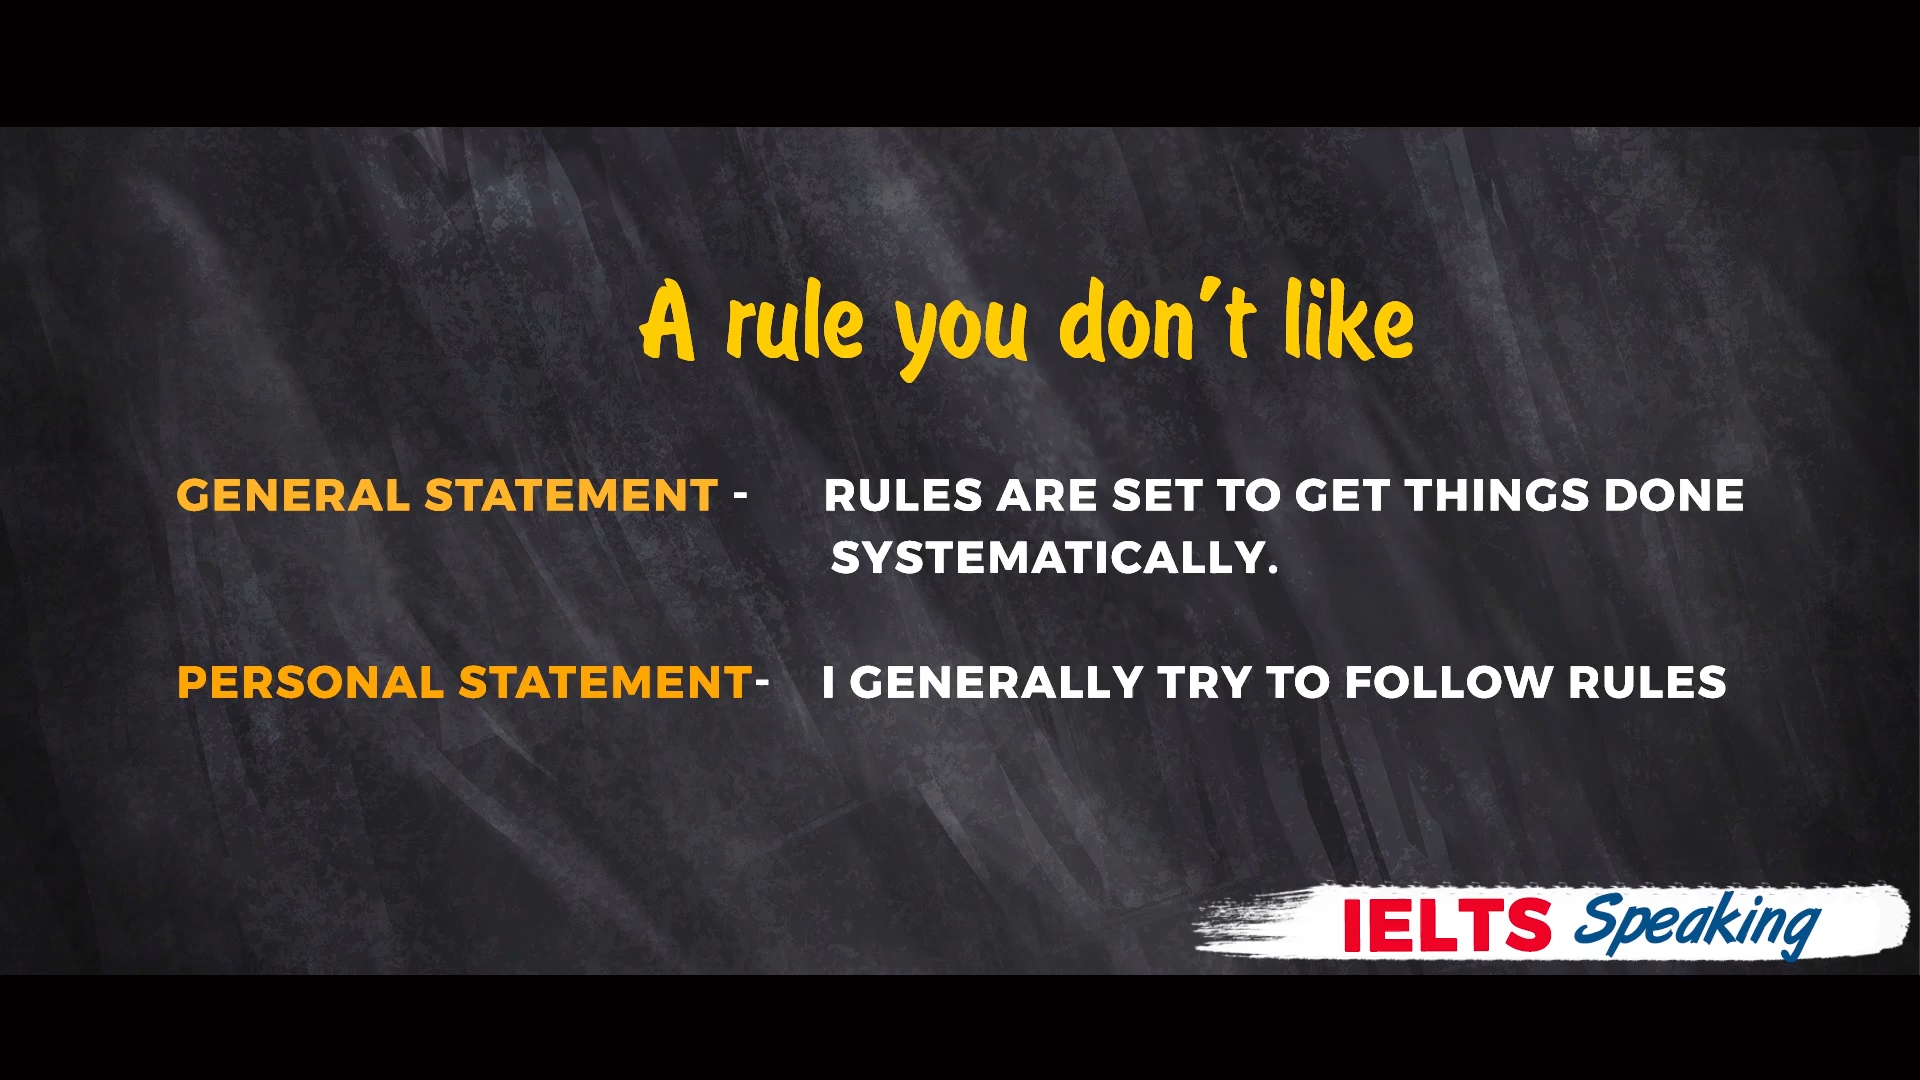 A rule you don't like
GENERAL STATEMENT - RULES ARE SET TO GET THINGS DONE
SYSTEMATICALLY.
PERSONAL STATEMENT- I GENERALLY TRY TO FOLLOW RULES
IELTS Speaking